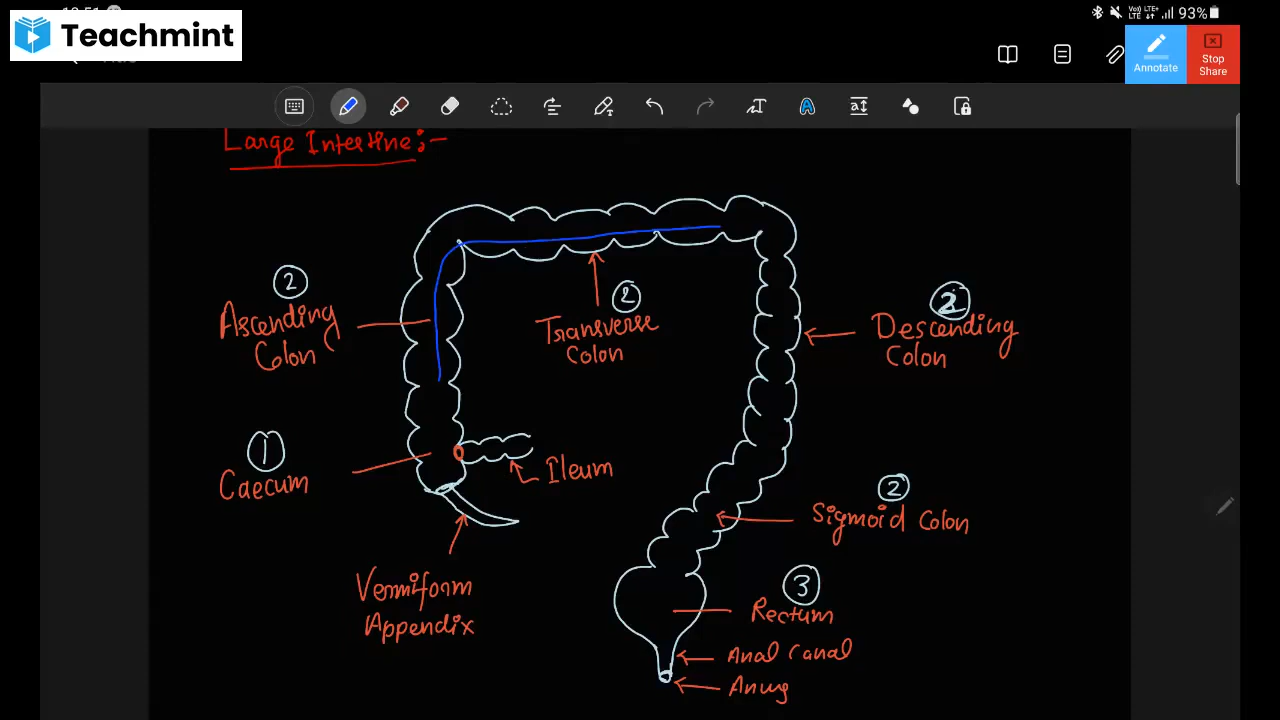 Teachmint
93%
Annotate
Stop
Share
Large Intestine:-
②
Ascending
Colon
②
Transverse
Colon
②
Descending
Colon
①
Caecum
Ileum
②
Sigmoid Colon
Vermiform
Appendix
③
Rectum
Anal Canal
Anus